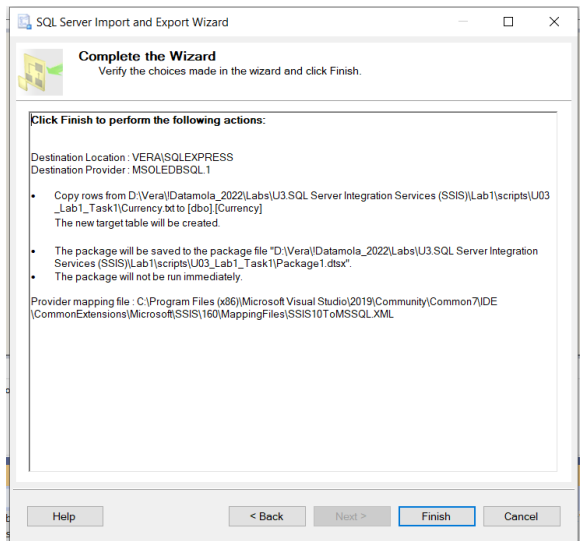 SQL Server Import and Export Wizard
Complete the Wizard
Verify the choices made in the wizard and click Finish.
Click Finish to perform the following actions:
Destination Location : VERA\SQLEXPRESS
Destination Provider : MSOLEDBSQL.1
• Copy rows from D:\Vera\!Datamola_2022\Labs\U3.SQL Server Integration Services (SSIS)\Lab1\scripts\U03
_Lab1_Task1\Currency.txt to [dbo].[Currency]
The new target table will be created.
• The package will be saved to the package file "D:\Vera\!Datamola_2022\Labs\U3.SQL Server Integration
Services (SSIS)\Lab1\scripts\U03_Lab1_Task1\Package1.dtsx".
• The package will not be run immediately.
Provider mapping file : C:\Program Files (x86)\Microsoft Visual Studio\2019\Community\Common7\IDE
\CommonExtensions\Microsoft\SSIS\160\MappingFiles\SSIS10ToMSSQL.XML
Help
< Back
Next >
Finish
Cancel